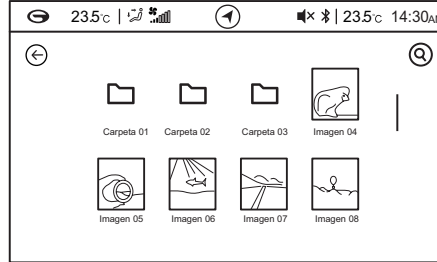 23.5°C | | 23.5°C 14:30AM
Carpeta 01 Carpeta 02 Carpeta 03 Imagen 04
Imagen 05 Imagen 06 Imagen 07 Imagen 08